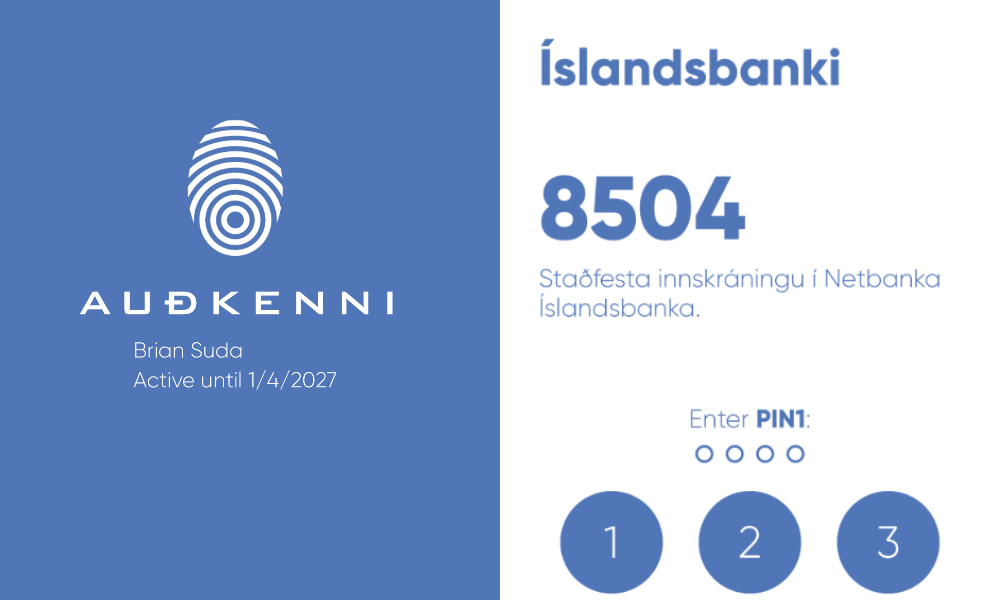 AUÐKENNI
Brian Suda
Active until 1/4/2027
Íslandsbanki
8504
Staðfesta innskráningu í Netbanka
Íslandsbanka.
Enter PIN1:
1 2 3